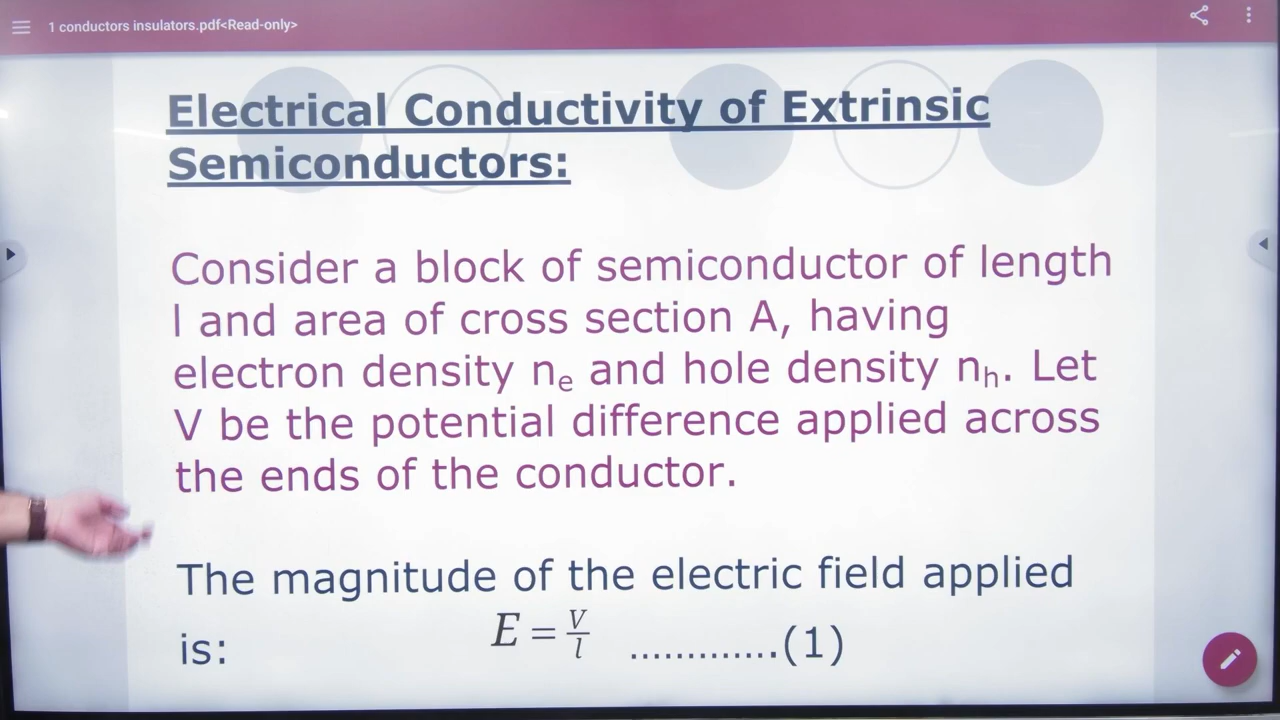 1 conductors insulators.pdf<Read-only>
Electrical Conductivity of Extrinsic
Semiconductors:
Consider a block of semiconductor of length
l and area of cross section A, having
electron density nₑ and hole density nₕ. Let
V be the potential difference applied across
the ends of the conductor.
The magnitude of the electric field applied
is: E = V/l .............(1)